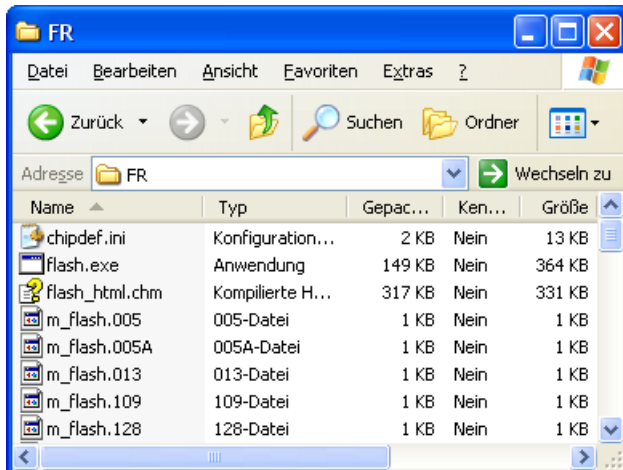 FR
Datei Bearbeiten Ansicht Favoriten Extras ?
Zurück Suchen Ordner
Adresse FR Wechseln zu
Name Typ Gepac... Ken... Größe
chipdef.ini Konfiguration... 2 KB Nein 13 KB
flash.exe Anwendung 149 KB Nein 364 KB
flash_html.chm Kompilierte H... 317 KB Nein 331 KB
m_flash.005 005-Datei 1 KB Nein 1 KB
m_flash.005A 005A-Datei 1 KB Nein 1 KB
m_flash.013 013-Datei 1 KB Nein 1 KB
m_flash.109 109-Datei 1 KB Nein 1 KB
m_flash.128 128-Datei 1 KB Nein 1 KB